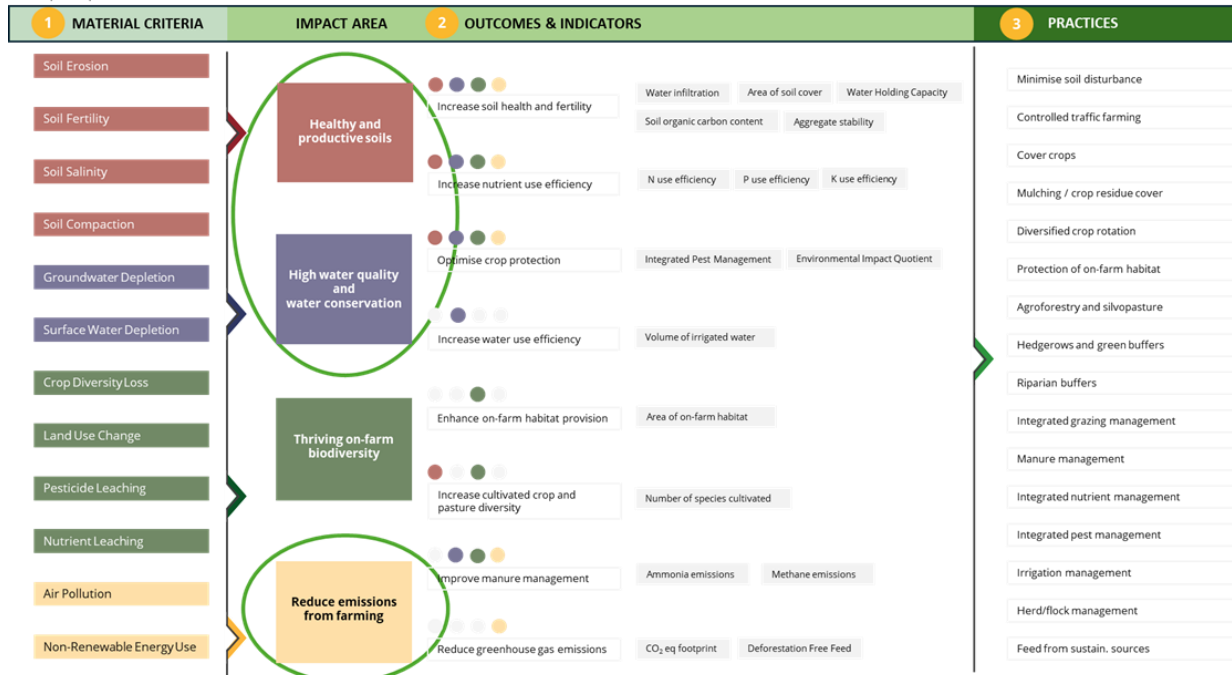 1 MATERIAL CRITERIA
IMPACT AREA
2 OUTCOMES & INDICATORS
3 PRACTICES
Soil Erosion
Soil Fertility
Soil Salinity
Soil Compaction
Groundwater Depletion
Surface Water Depletion
Crop Diversity Loss
Land Use Change
Pesticide Leaching
Nutrient Leaching
Air Pollution
Non-Renewable Energy Use
Healthy and
productive soils
High water quality
and
water conservation
Thriving on-farm
biodiversity
Reduce emissions
from farming
Increase soil health and fertility
Water infiltration
Area of soil cover
Water Holding Capacity
Soil organic carbon content
Aggregate stability
Increase nutrient use efficiency
N use efficiency
P use efficiency
K use efficiency
Optimise crop protection
Integrated Pest Management
Environmental Impact Quotient
Increase water use efficiency
Volume of irrigated water
Enhance on-farm habitat provision
Area of on-farm habitat
Increase cultivated crop and
pasture diversity
Number of species cultivated
Improve manure management
Ammonia emissions
Methane emissions
Reduce greenhouse gas emissions
CO₂ eq footprint
Deforestation Free Feed
Minimise soil disturbance
Controlled traffic farming
Cover crops
Mulching / crop residue cover
Diversified crop rotation
Protection of on-farm habitat
Agroforestry and silvopasture
Hedgerows and green buffers
Riparian buffers
Integrated grazing management
Manure management
Integrated nutrient management
Integrated pest management
Irrigation management
Herd/flock management
Feed from sustain. sources